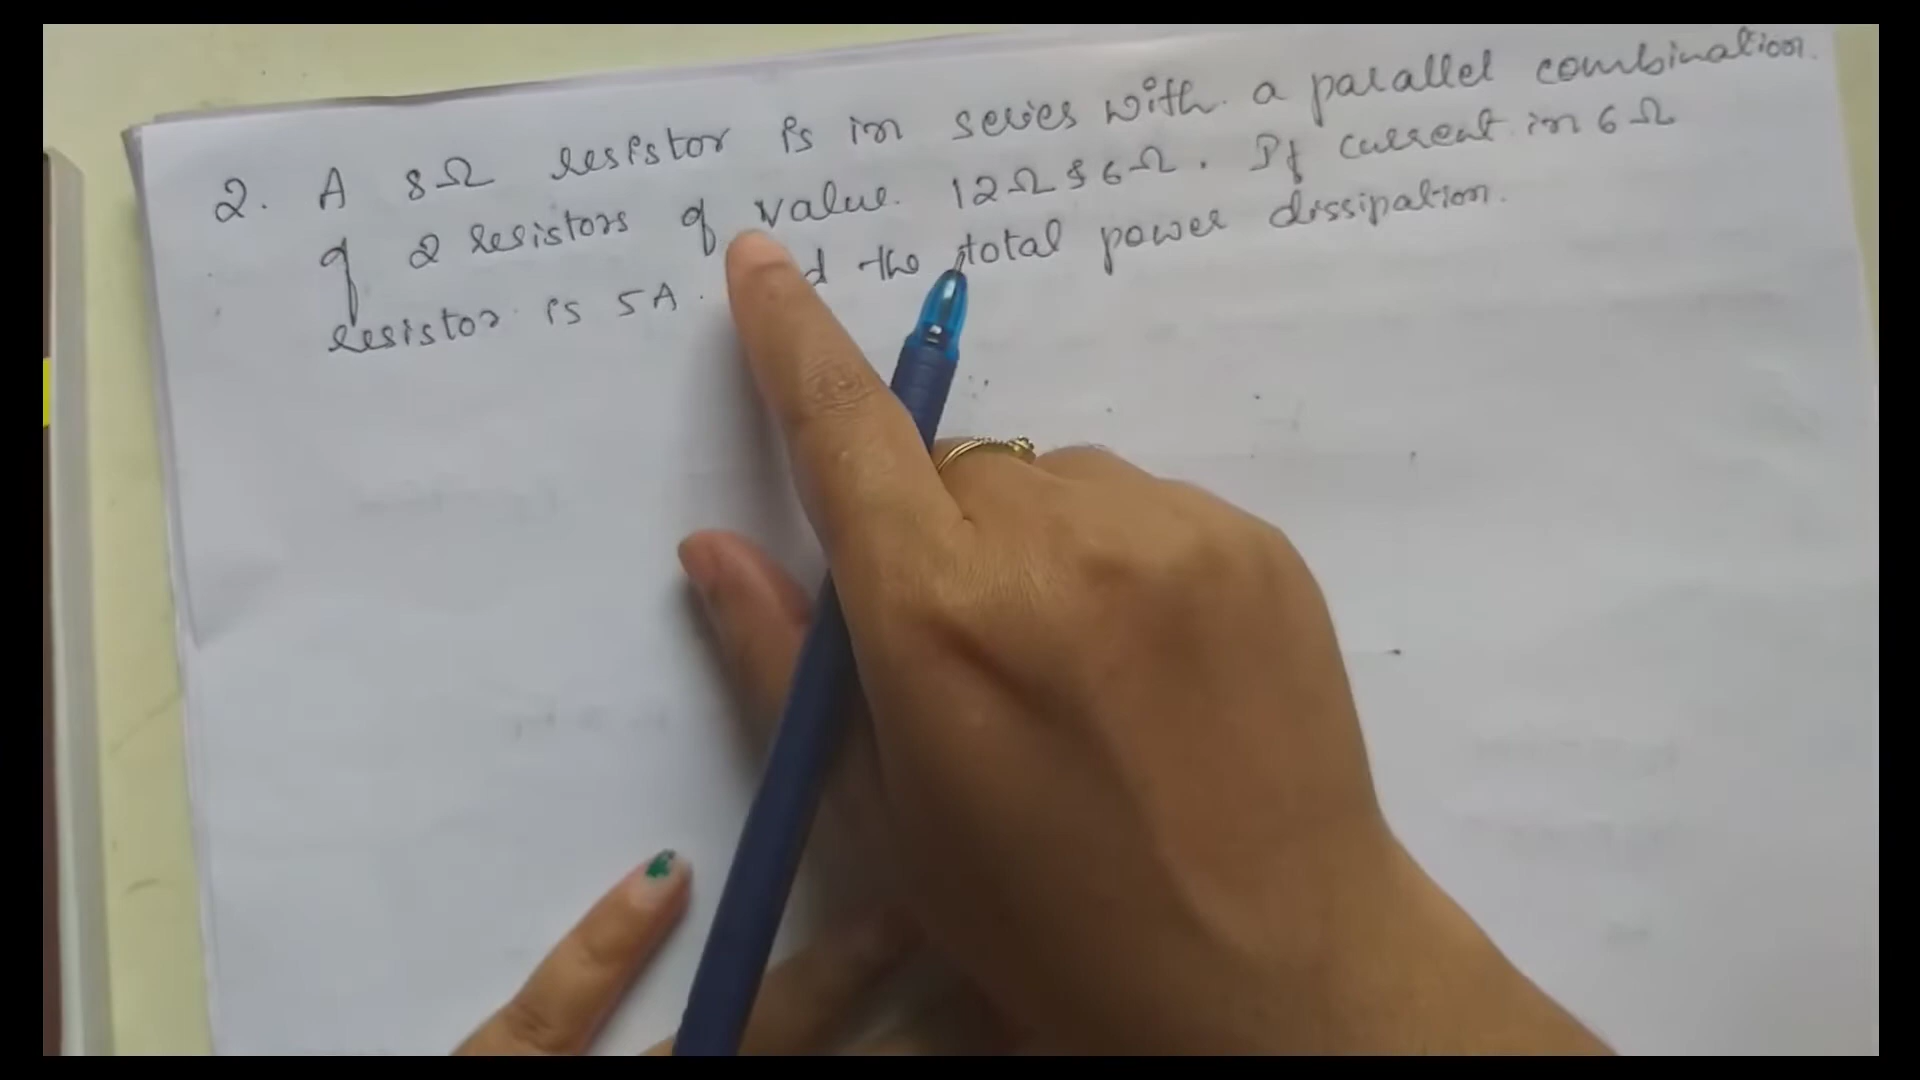 2. A 8Ω resistor is in series with a parallel combination
of 2 resistors of value 12Ω & 6Ω. If current in 6Ω
resistor is 5A. the total power dissipation.